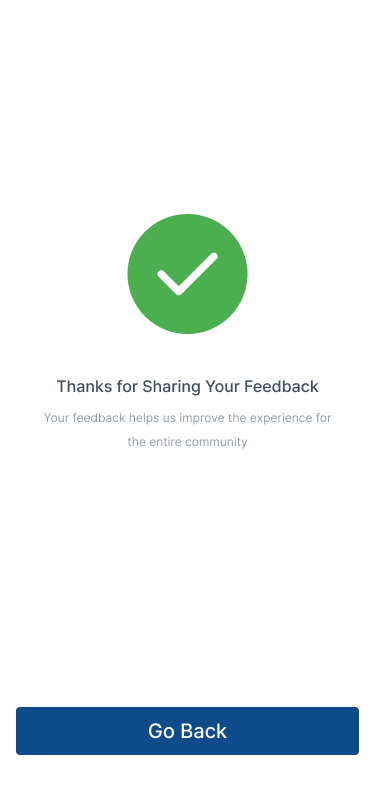 Thanks for Sharing Your Feedback
Your feedback helps us improve the experience for
the entire community
Go Back